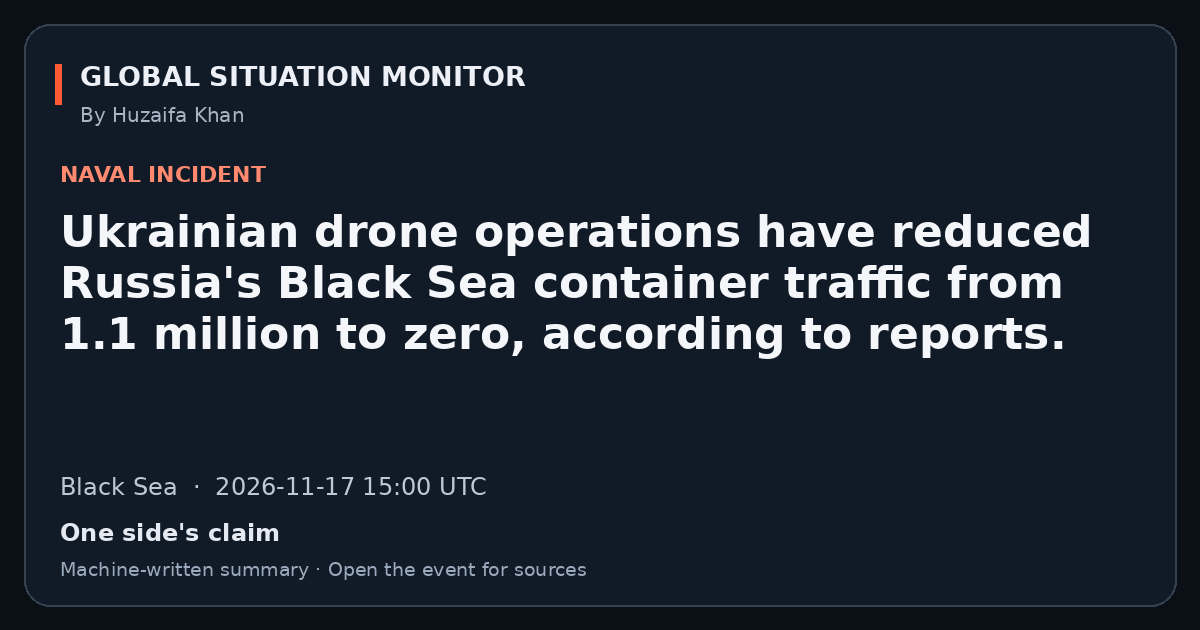 GLOBAL SITUATION MONITOR
By Huzaifa Khan
NAVAL INCIDENT
Ukrainian drone operations have reduced
Russia's Black Sea container traffic from
1.1 million to zero, according to reports.
Black Sea · 2026-11-17 15:00 UTC
One side's claim
Machine-written summary · Open the event for sources